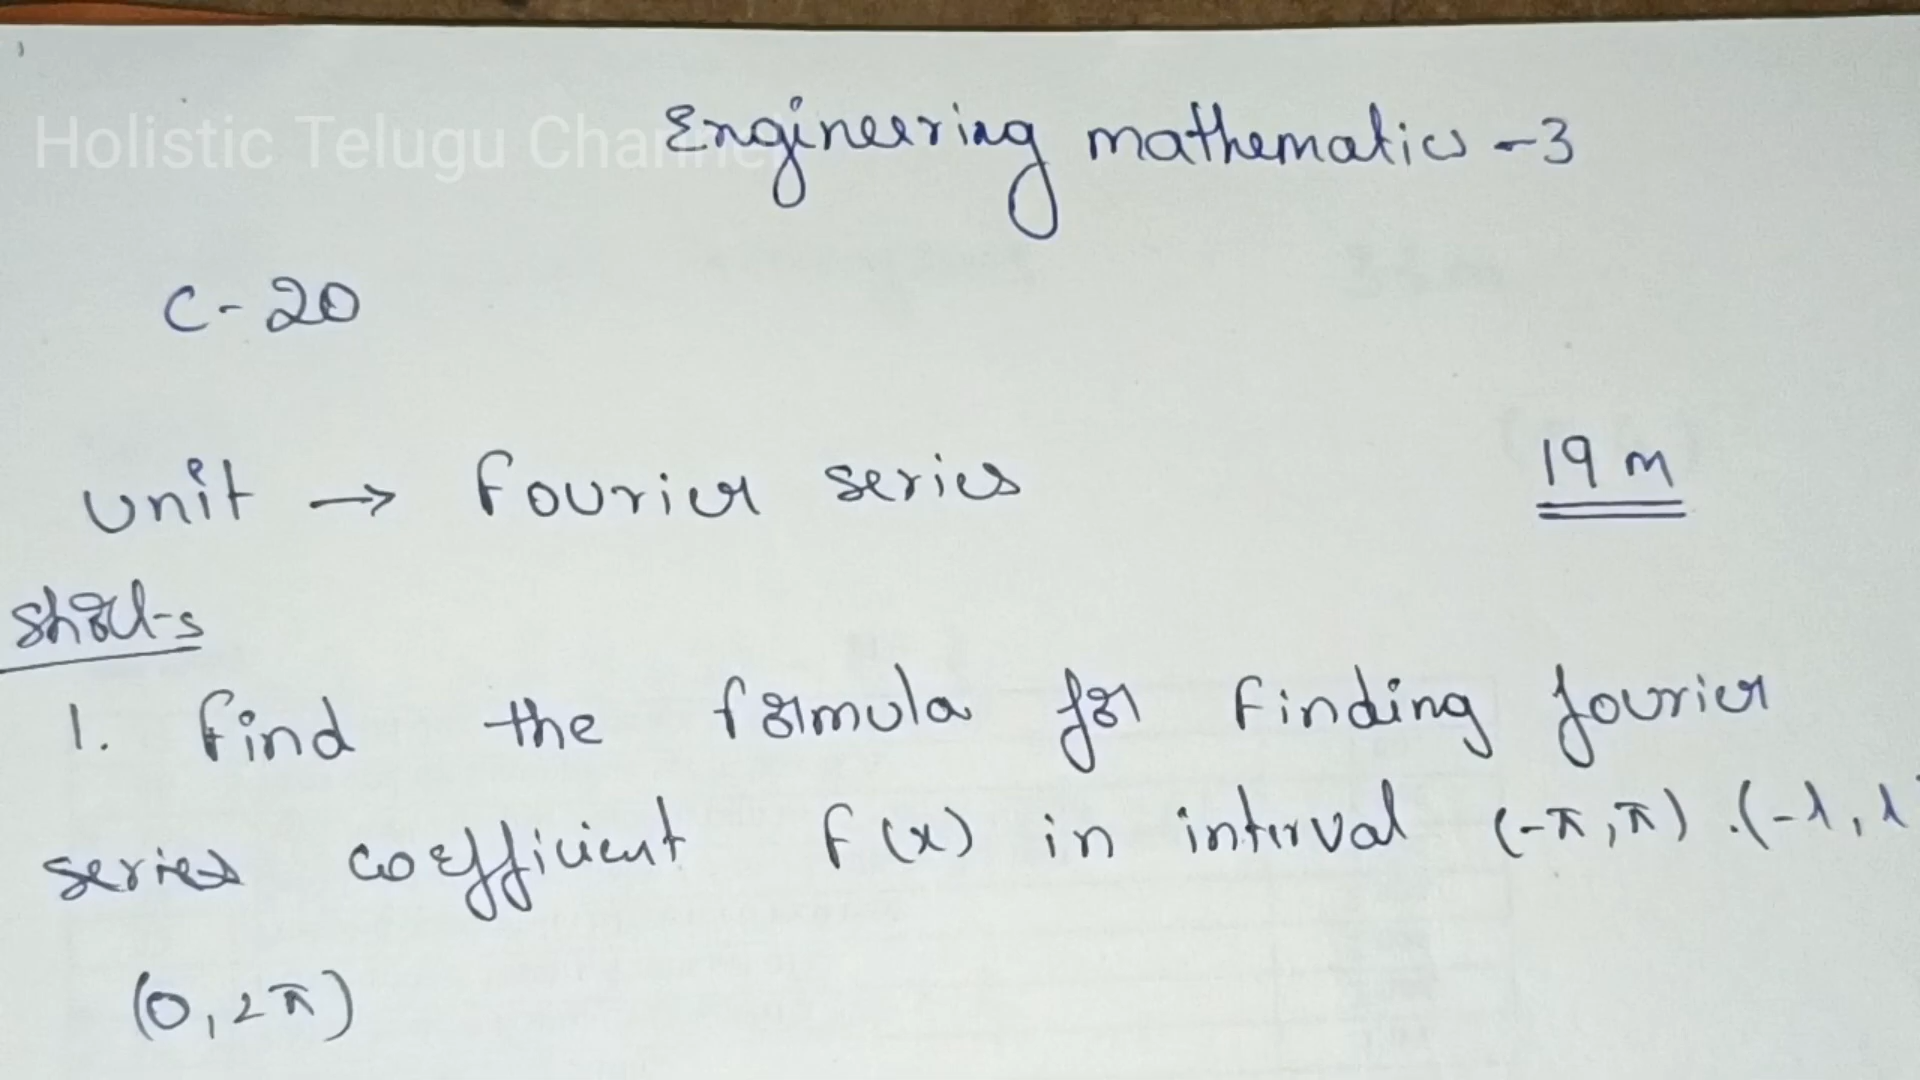 Holistic Telugu Channel
Engineering mathematics -3
C-20
unit → fourier series
19 m
Shorts
1. find the formula for finding fourier
series coefficient f(x) in interval (-π,π) .(-λ,λ
(0,2π)